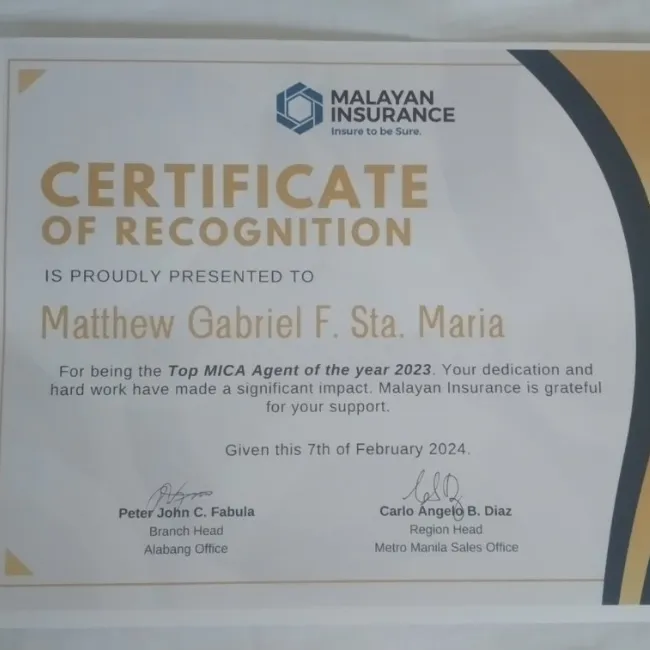 MALAYAN
INSURANCE
Insure to be Sure.
CERTIFICATE
OF RECOGNITION
IS PROUDLY PRESENTED TO
Matthew Gabriel F. Sta. Maria
For being the Top MICA Agent of the year 2023. Your dedication and
hard work have made a significant impact. Malayan Insurance is grateful
for your support.
Given this 7th of February 2024.
Peter John C. Fabula
Branch Head
Alabang Office
Carlo Angelo B. Diaz
Region Head
Metro Manila Sales Office